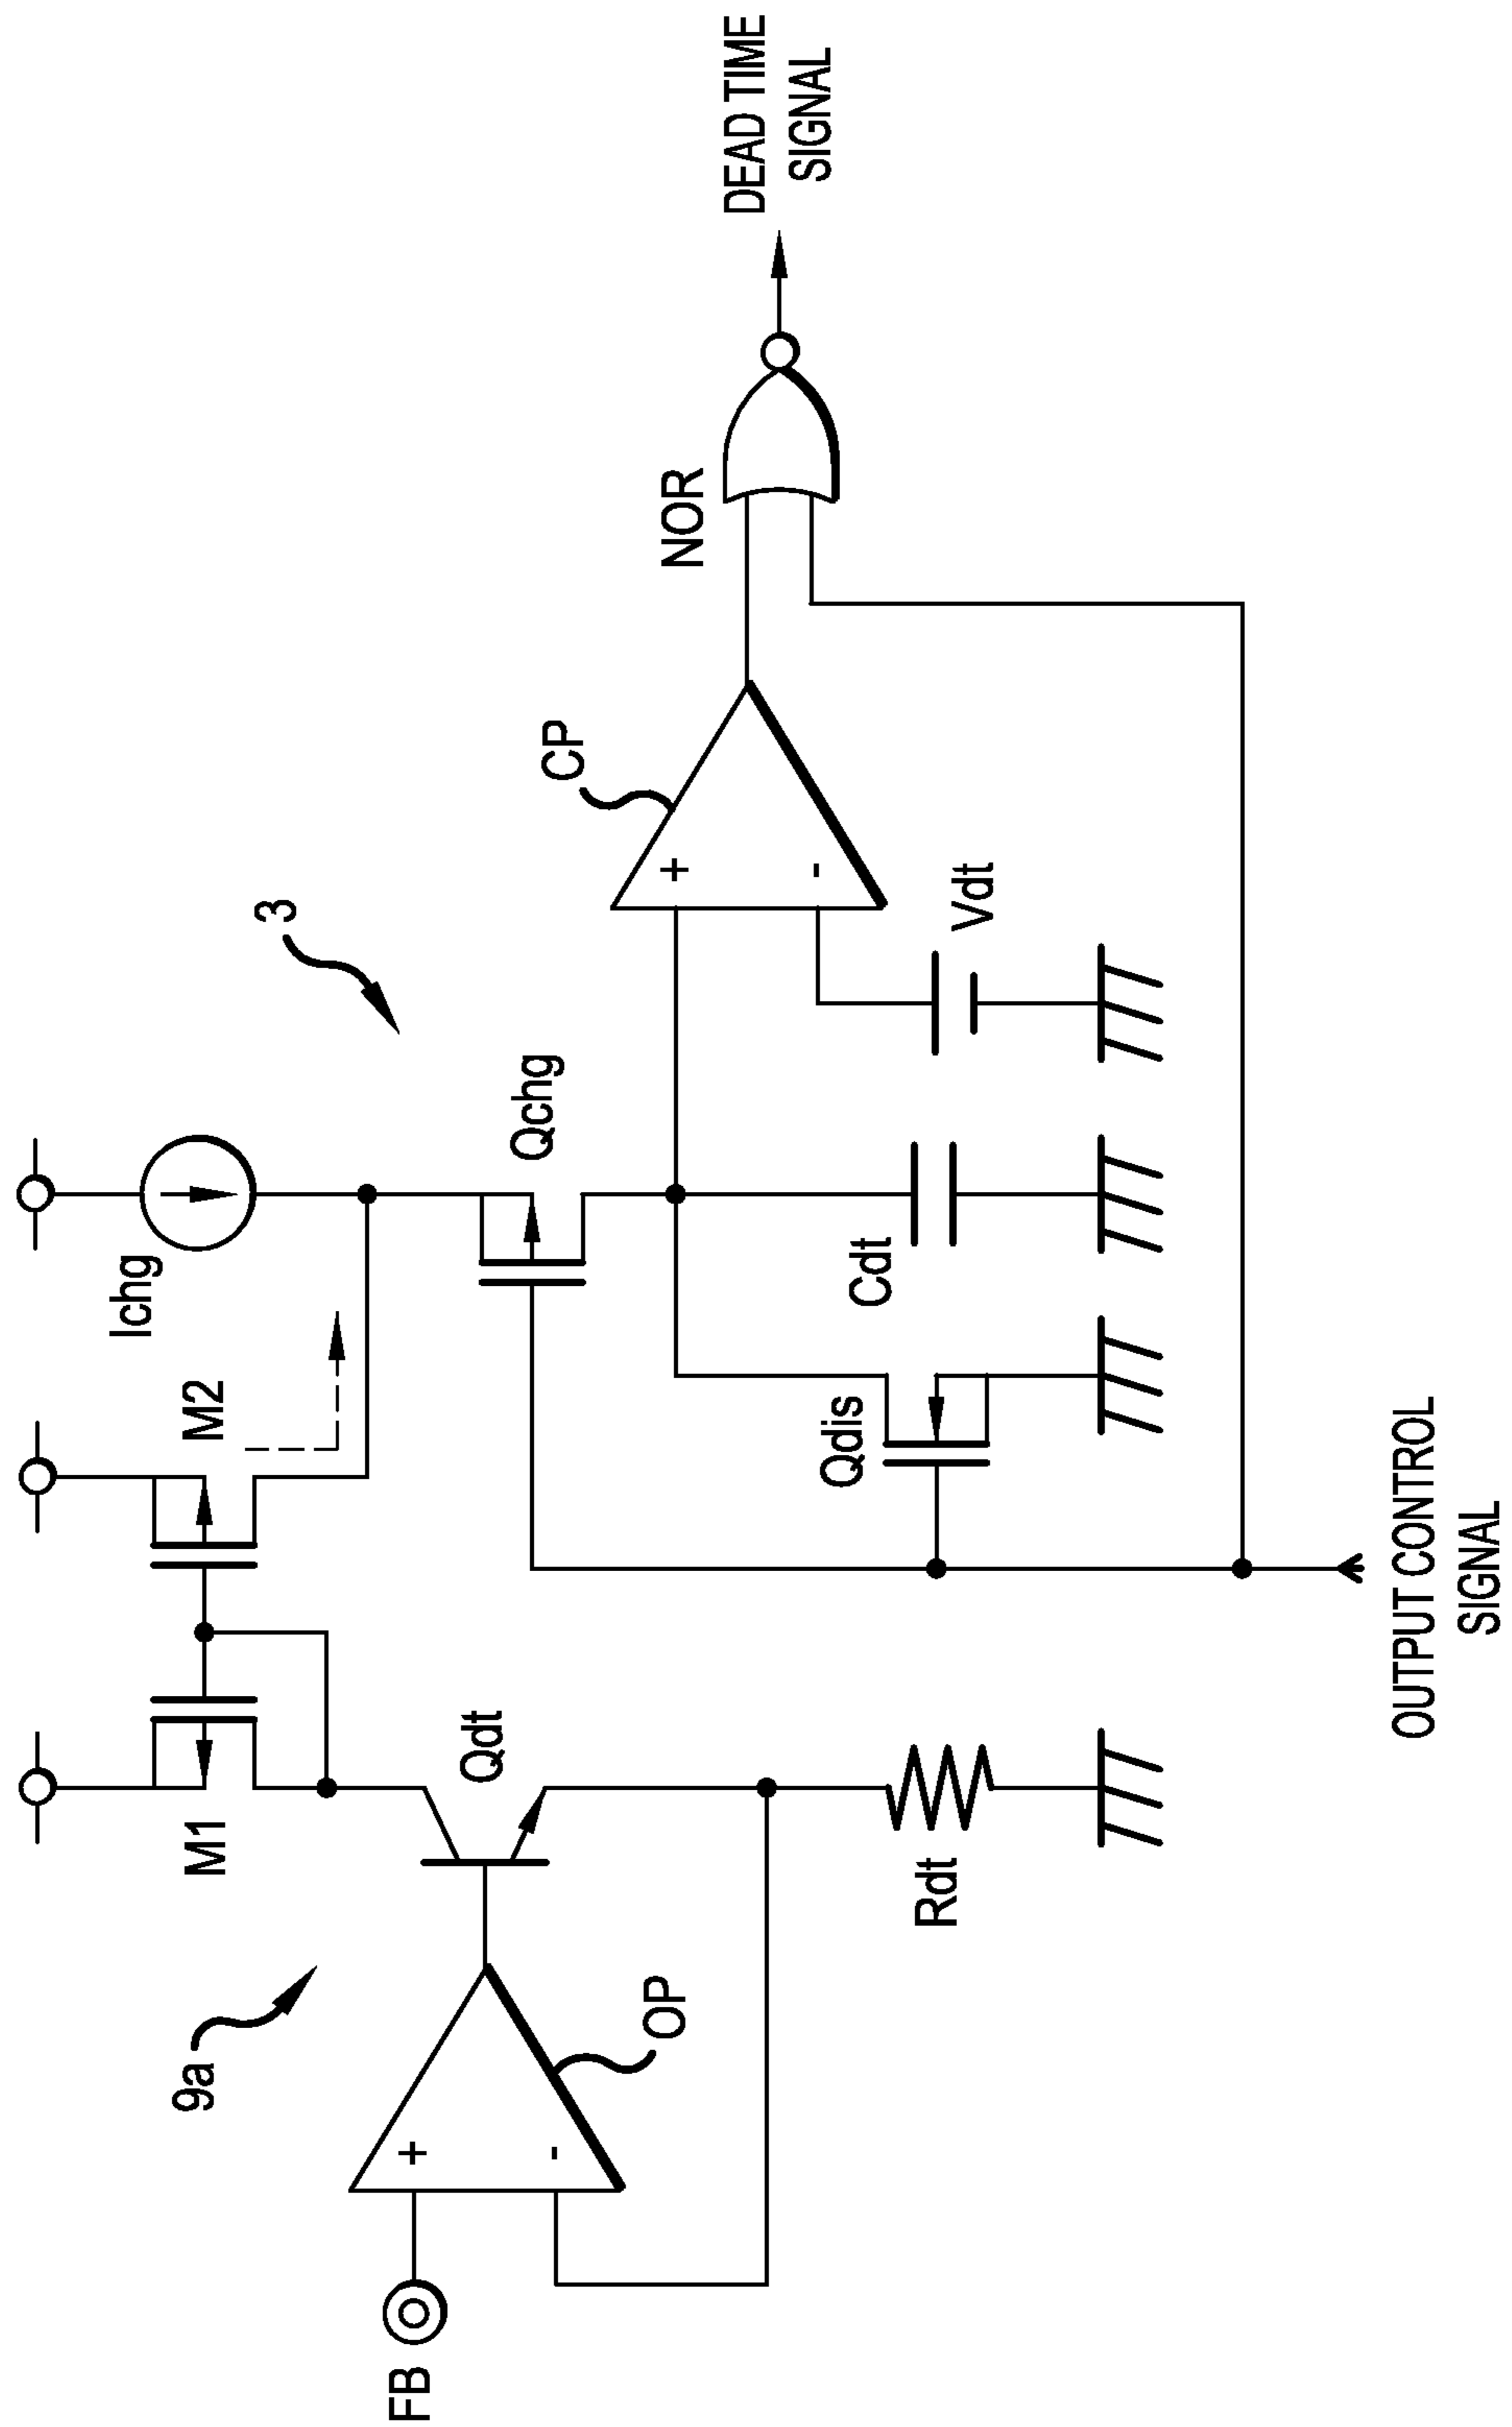 9a
FB
+
-
OP
M1
Qdt
Rdt
M2
Ichg
3
Qchg
Qdis
Cdt
Vdt
CP
+
-
NOR
DEAD TIME
SIGNAL
OUTPUT CONTROL
SIGNAL